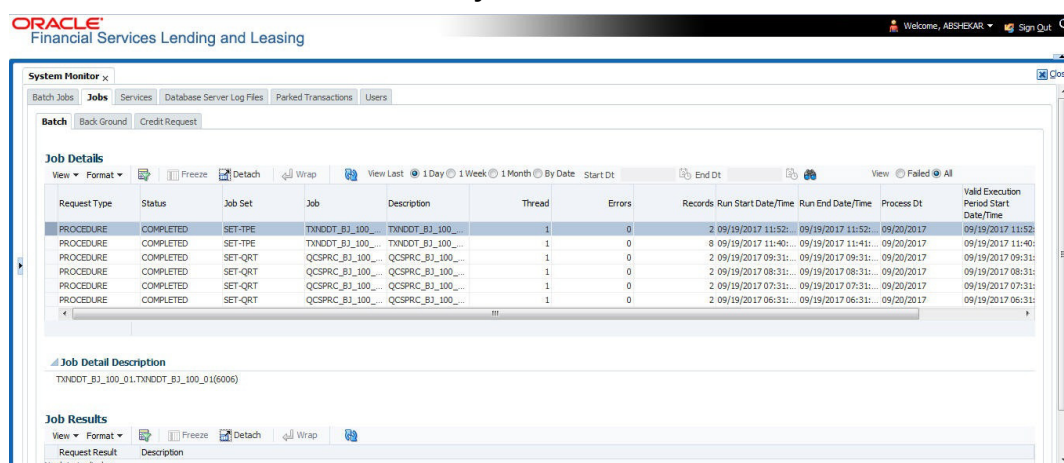 ORACLE
Financial Services Lending and Leasing
Welcome, ABSHEKAR Sign Out
System Monitor x
Close
Batch Jobs Jobs Services Database Server Log Files Parked Transactions Users
Batch Back Ground Credit Request
Job Details
View Format Freeze Detach Wrap View Last 1 Day 1 Week 1 Month By Date Start Dt End Dt View Failed All
Request Type Status Job Set Job Description Thread Errors Records Run Start Date/Time Run End Date/Time Process Dt Valid Execution Period Start Date/Time
PROCEDURE COMPLETED SET-TPE TXNDDT_BJ_100_... TXNDDT_BJ_100_... 1 0 2 09/19/2017 11:52:... 09/19/2017 11:52:... 09/20/2017 09/19/2017 11:52:
PROCEDURE COMPLETED SET-TPE TXNDDT_BJ_100_... TXNDDT_BJ_100_... 1 0 8 09/19/2017 11:40:... 09/19/2017 11:41:... 09/20/2017 09/19/2017 11:40:
PROCEDURE COMPLETED SET-QRT QCSPRC_BJ_100_... QCSPRC_BJ_100_... 1 0 2 09/19/2017 09:31:... 09/19/2017 09:31:... 09/20/2017 09/19/2017 09:31:
PROCEDURE COMPLETED SET-QRT QCSPRC_BJ_100_... QCSPRC_BJ_100_... 1 0 2 09/19/2017 08:31:... 09/19/2017 08:31:... 09/20/2017 09/19/2017 08:31:
PROCEDURE COMPLETED SET-QRT QCSPRC_BJ_100_... QCSPRC_BJ_100_... 1 0 2 09/19/2017 07:31:... 09/19/2017 07:31:... 09/20/2017 09/19/2017 07:31:
PROCEDURE COMPLETED SET-QRT QCSPRC_BJ_100_... QCSPRC_BJ_100_... 1 0 2 09/19/2017 06:31:... 09/19/2017 06:31:... 09/20/2017 09/19/2017 06:31:
Job Detail Description
TXNDDT_BJ_100_01.TXNDDT_BJ_100_01(6006)
Job Results
View Format Freeze Detach Wrap
Request Result Description